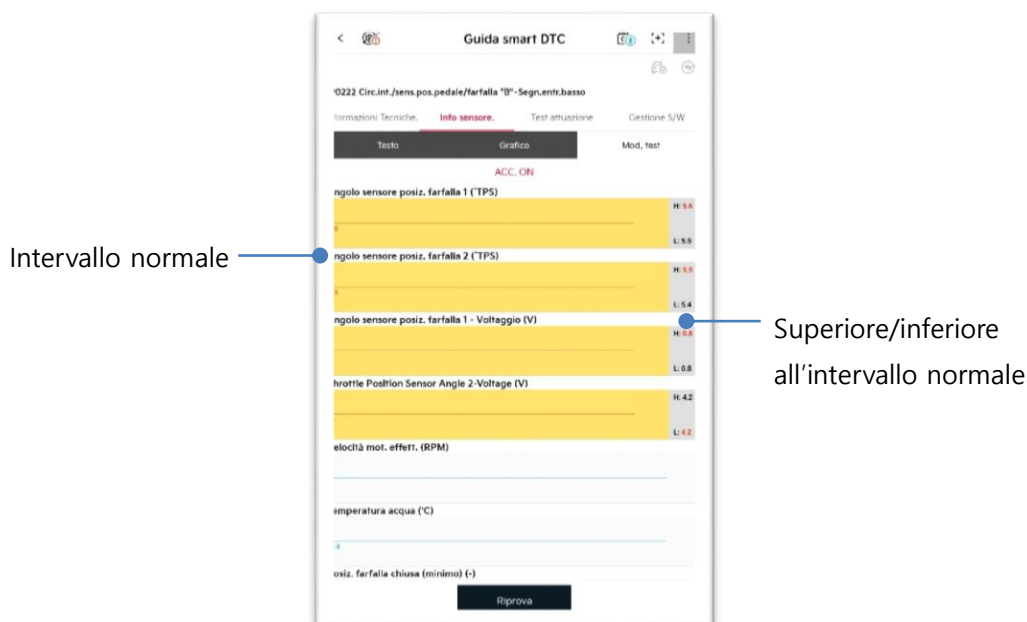 Guida smart DTC
0222 Circ.int./sens.pos.pedale/farfalla "B"-Segn.entr.basso
formazioni Tecniche. Info sensore. Test attuazione Gestione S/W
Testo Grafico Mod. test
ACC. ON
ngolo sensore posiz. farfalla 1 (˚TPS)
H: 5.6
L: 5.5
Intervallo normale
ngolo sensore posiz. farfalla 2 (˚TPS)
H: 5.5
L: 5.4
ngolo sensore posiz. farfalla 1 - Voltaggio (V)
H: 0.8
L: 0.8
Superiore/inferiore
all’intervallo normale
hrottle Position Sensor Angle 2-Voltage (V)
H: 4.2
L: 4.2
elocità mot. effett. (RPM)
emperatura acqua (˚C)
osiz. farfalla chiusa (minimo) (-)
Riprova